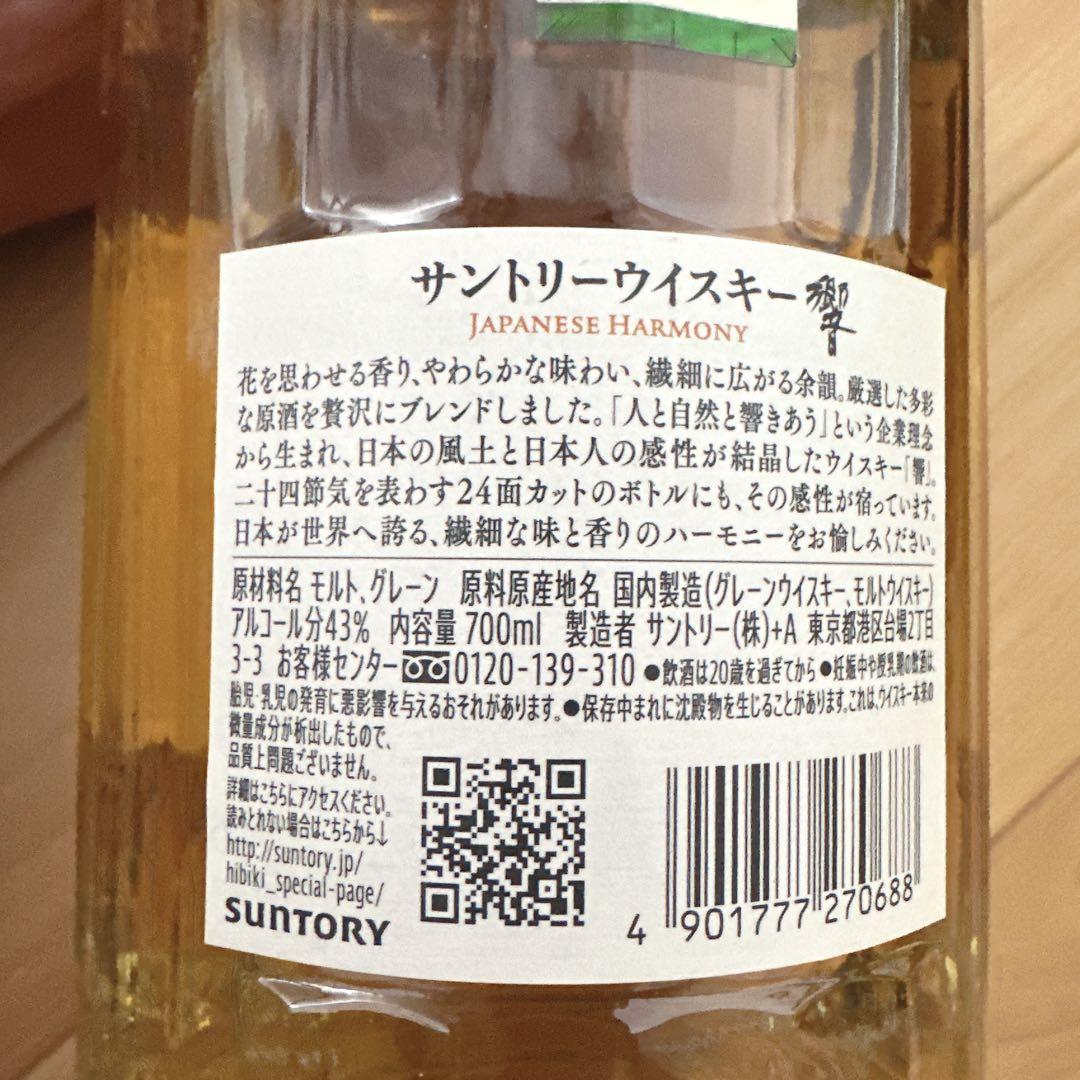 サントリーウイスキー響
JAPANESE HARMONY
花を思わせる香り、やわらかな味わい、繊細に広がる余韻。厳選した多彩
な原酒を贅沢にブレンドしました。「人と自然と響きあう」という企業理念
から生まれ、日本の風土と日本人の感性が結晶したウイスキー「響」。
二十四節気を表わす24面カットのボトルにも、その感性が宿っています。
日本が世界へ誇る、繊細な味と香りのハーモニーをお愉しみください。
原材料名 モルト、グレーン 原料原産地名 国内製造(グレーンウイスキー、モルトウイスキー)
アルコール分43% 内容量 700ml 製造者 サントリー(株)+A 東京都港区台場2丁目
3-3 お客様センター 0120-139-310 ●飲酒は20歳を過ぎてから ●妊娠中や授乳期の飲酒は、
胎児・乳児の発育に悪影響を与えるおそれがあります。●保存中まれに沈殿物を生じることがあります。これは、ウイスキー本来の
微量成分が析出したもので、
品質上問題ございません。
詳細はこちらにアクセスください。
読みとれない場合はこちらから↓
http://suntory.jp/
hibiki_special-page/
SUNTORY
4 901777 270688